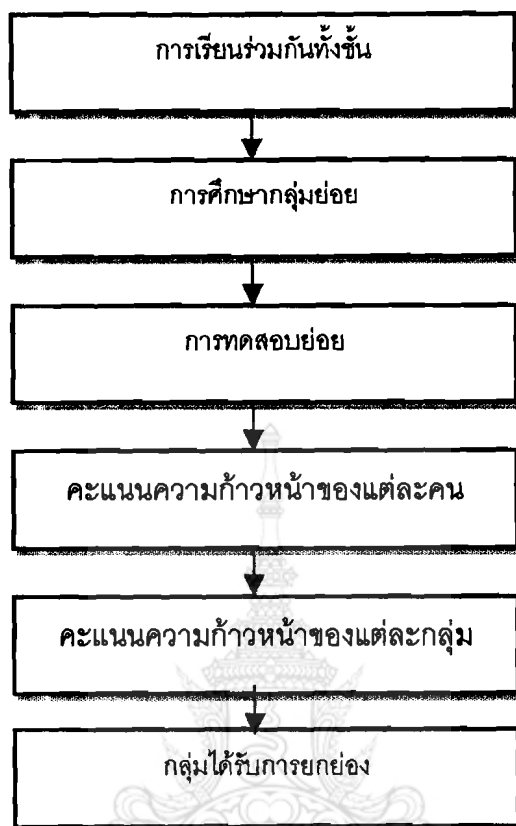 การเรียนร่วมกันทั้งชั้น
การศึกษากลุ่มย่อย
การทดสอบย่อย
คะแนนความก้าวหน้าของแต่ละคน
คะแนนความก้าวหน้าของแต่ละกลุ่ม
กลุ่มได้รับการยกย่อง